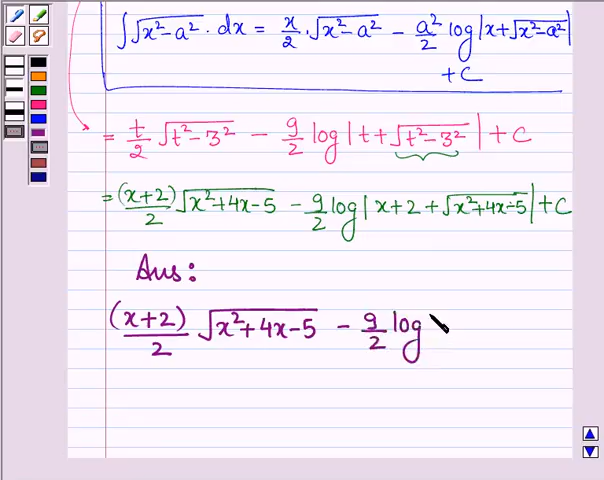 ∫√(x²-a²) · dx = x/2 · √(x²-a²) - a²/2 log|x+√(x²-a²)|
+C
= t/2 √(t²-3²) - 9/2 log|t+√(t²-3²)| + C
= (x+2)/2 √(x²+4x-5) - 9/2 log|x+2+√(x²+4x-5)| + C
Ans:
(x+2)/2 √(x²+4x-5) - 9/2 log